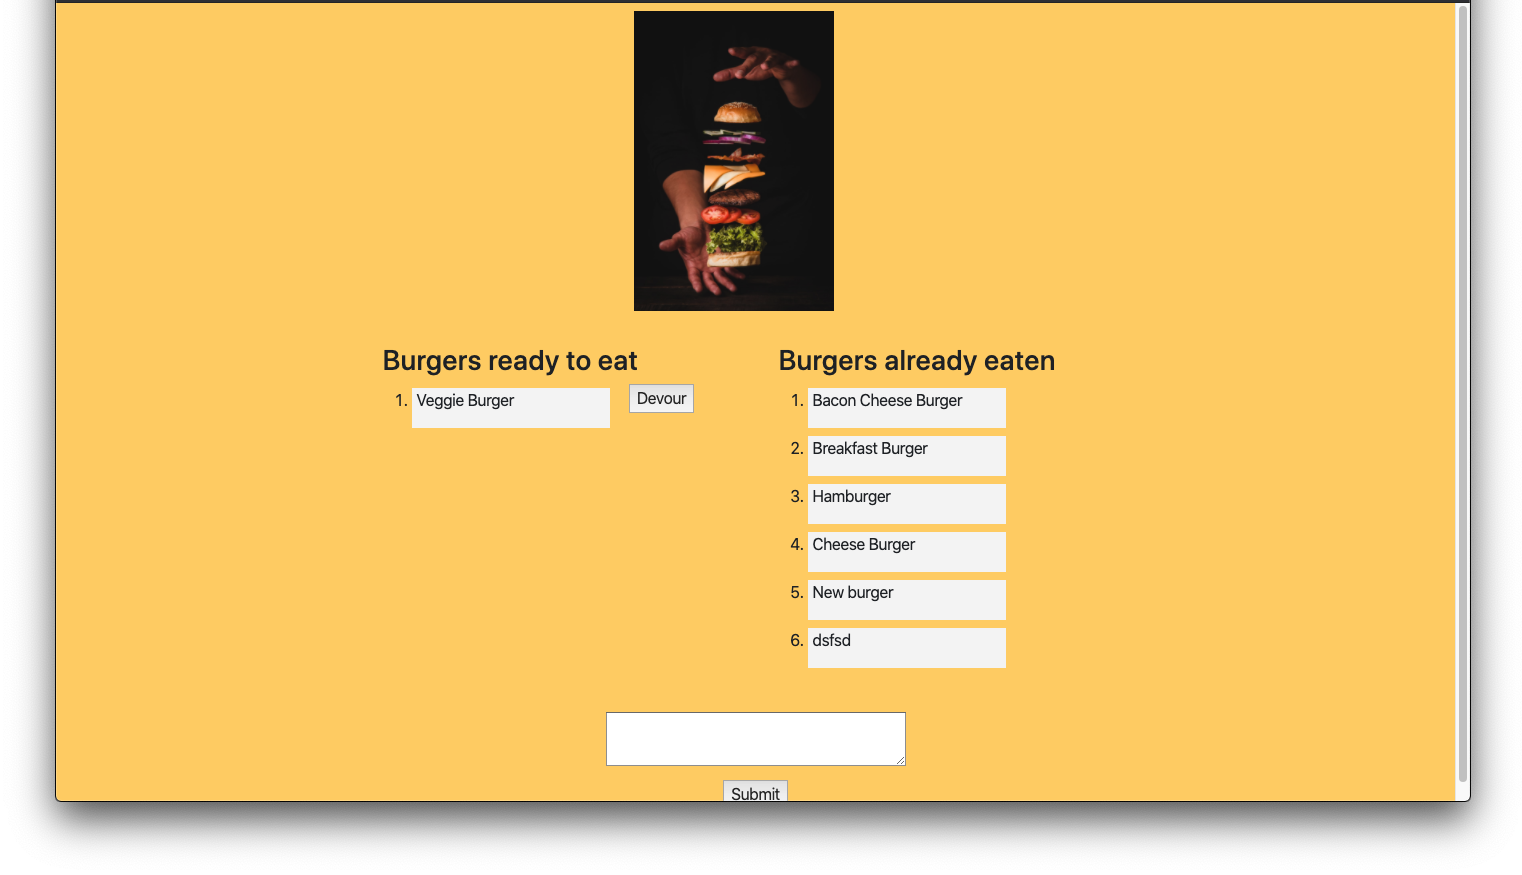 Burgers ready to eat
1. Veggie Burger
Devour
Burgers already eaten
1. Bacon Cheese Burger
2. Breakfast Burger
3. Hamburger
4. Cheese Burger
5. New burger
6. dsfsd
Submit